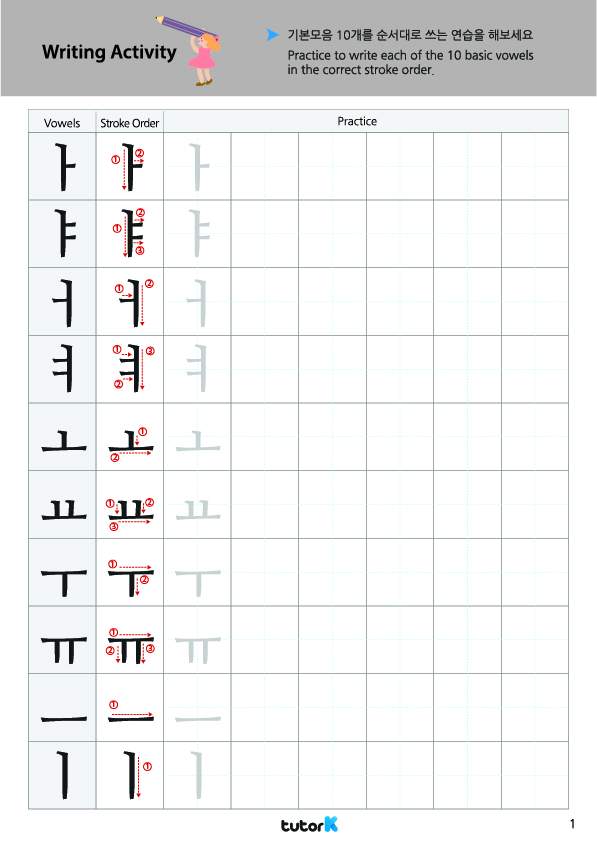 Writing Activity
기본모음 10개를 순서대로 쓰는 연습을 해보세요
Practice to write each of the 10 basic vowels
in the correct stroke order.
Vowels Stroke Order Practice
ㅏ ① ② ㅏ ㅏ
ㅑ ① ② ③ ㅑ ㅑ
ㅓ ① ② ㅓ ㅓ
ㅕ ① ② ③ ㅕ ㅕ
ㅗ ① ② ㅗ ㅗ
ㅛ ① ② ③ ㅛ ㅛ
ㅜ ① ② ㅜ ㅜ
ㅠ ① ② ③ ㅠ ㅠ
ㅡ ① ㅡ ㅡ
ㅣ ① ㅣ ㅣ
tutorK
1